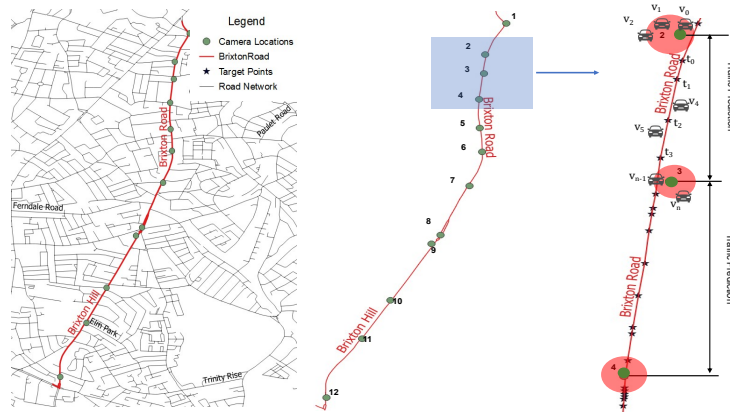 Legend
Camera Locations
BrixtonRoad
Target Points
Road Network
Brixton Road
Paulet Road
Ferndale Road
Brixton Hill
Elm Park
Trinity Rise
1
2
3
4
5
6
7
8
9
10
11
12
Brixton Road
Brixton Hill
v1
v0
v2
2
t0
Brixton Road
t1
v4
t2
v5
t3
vn-1
3
vn
Brixton Road
4